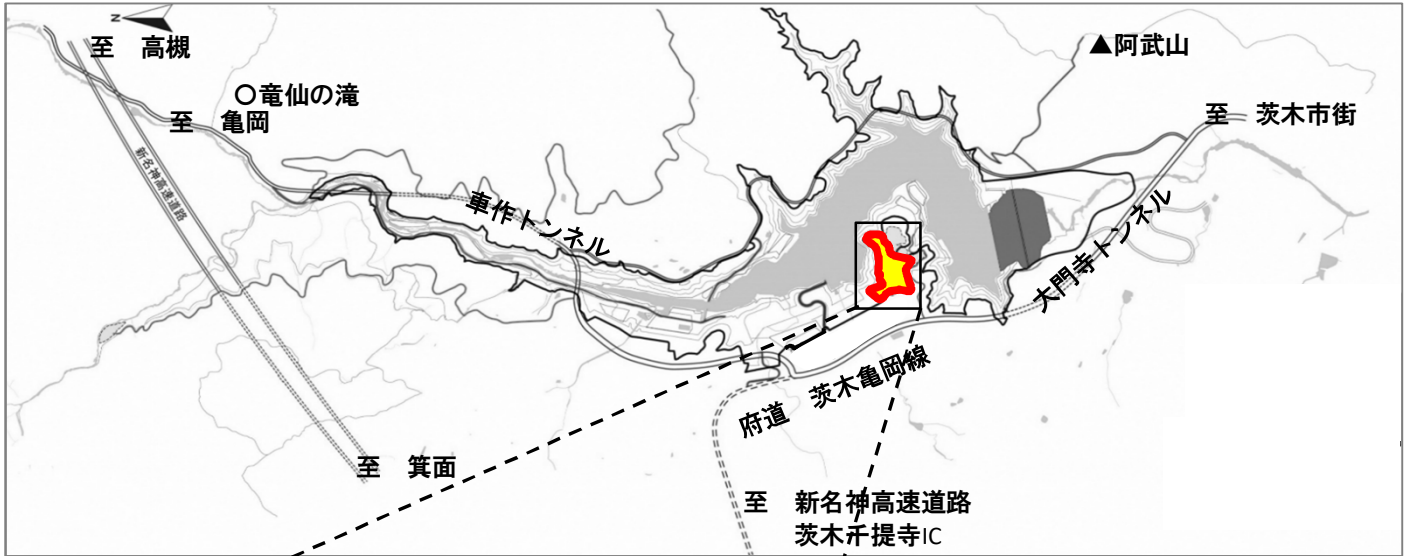 N
至 高槻
▲阿武山
○竜仙の滝
至 亀岡
至 茨木市街
新名神高速道路
車作トンネル
大門寺トンネル
府道 茨木亀岡線
至 箕面
至 新名神高速道路
茨木千提寺IC